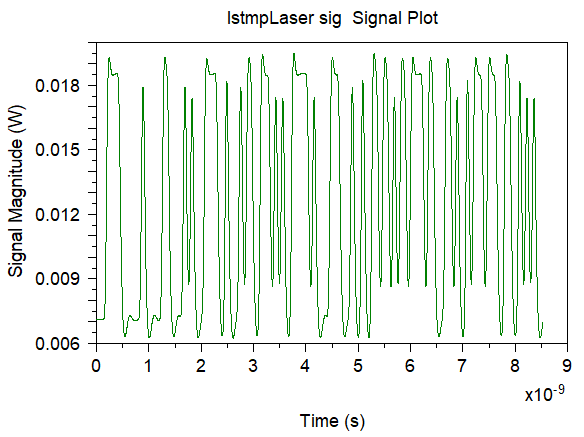 lstmpLaser sig  Signal Plot
Signal Magnitude (W)
0.018
0.015
0.012
0.009
0.006
0 1 2 3 4 5 6 7 8 9
x10⁻⁹
Time (s)